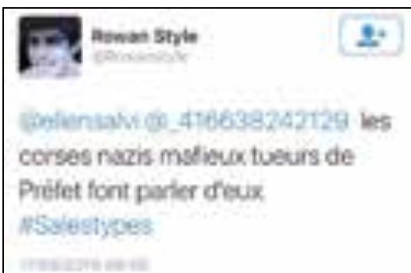 Rowan Style
@ellensalvi @_416638242129 les
corses nazis mafieux tueurs de
Préfet font parler d'eux
#Salestypes